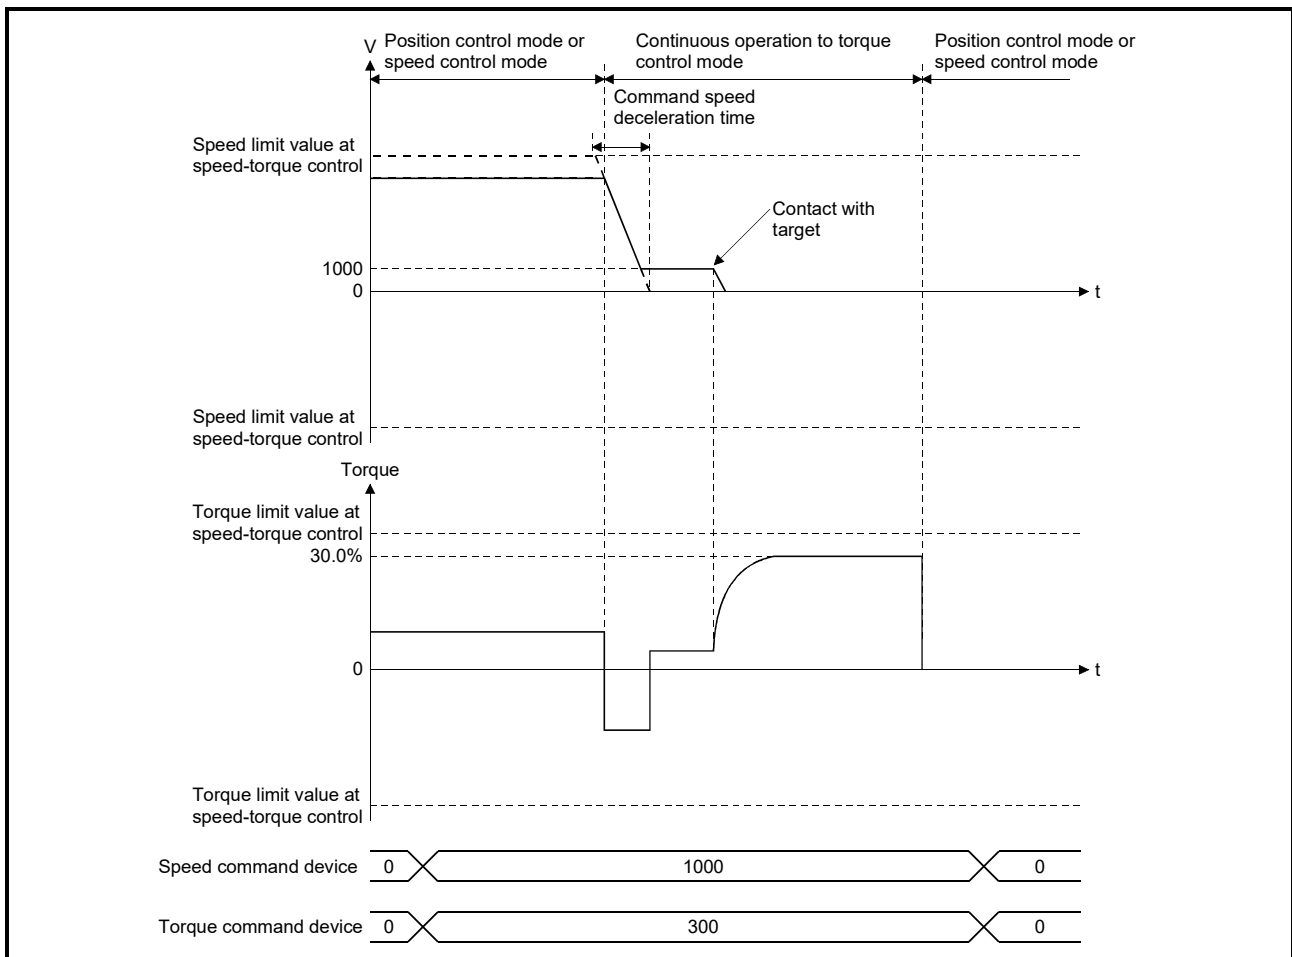 V
Position control mode or
speed control mode
Continuous operation to torque
control mode
Position control mode or
speed control mode
Command speed
deceleration time
Speed limit value at
speed-torque control
Contact with
target
1000
0
t
Speed limit value at
speed-torque control
Torque
Torque limit value at
speed-torque control
30.0%
0
t
Torque limit value at
speed-torque control
Speed command device 0 1000 0
Torque command device 0 300 0